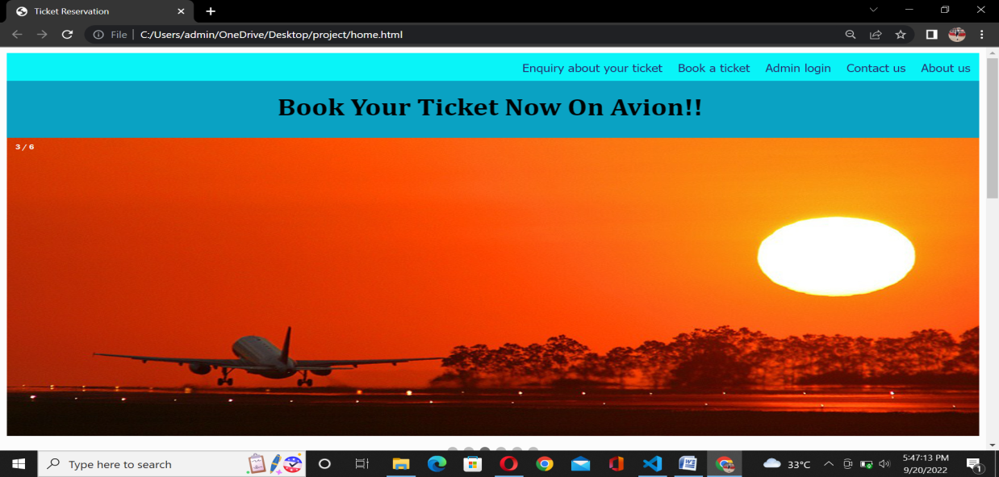 Ticket Reservation
File | C:/Users/admin/OneDrive/Desktop/project/home.html
Enquiry about your ticket Book a ticket Admin login Contact us About us
Book Your Ticket Now On Avion!!
3 / 6
Type here to search
33°C
5:47:13 PM
9/20/2022
1